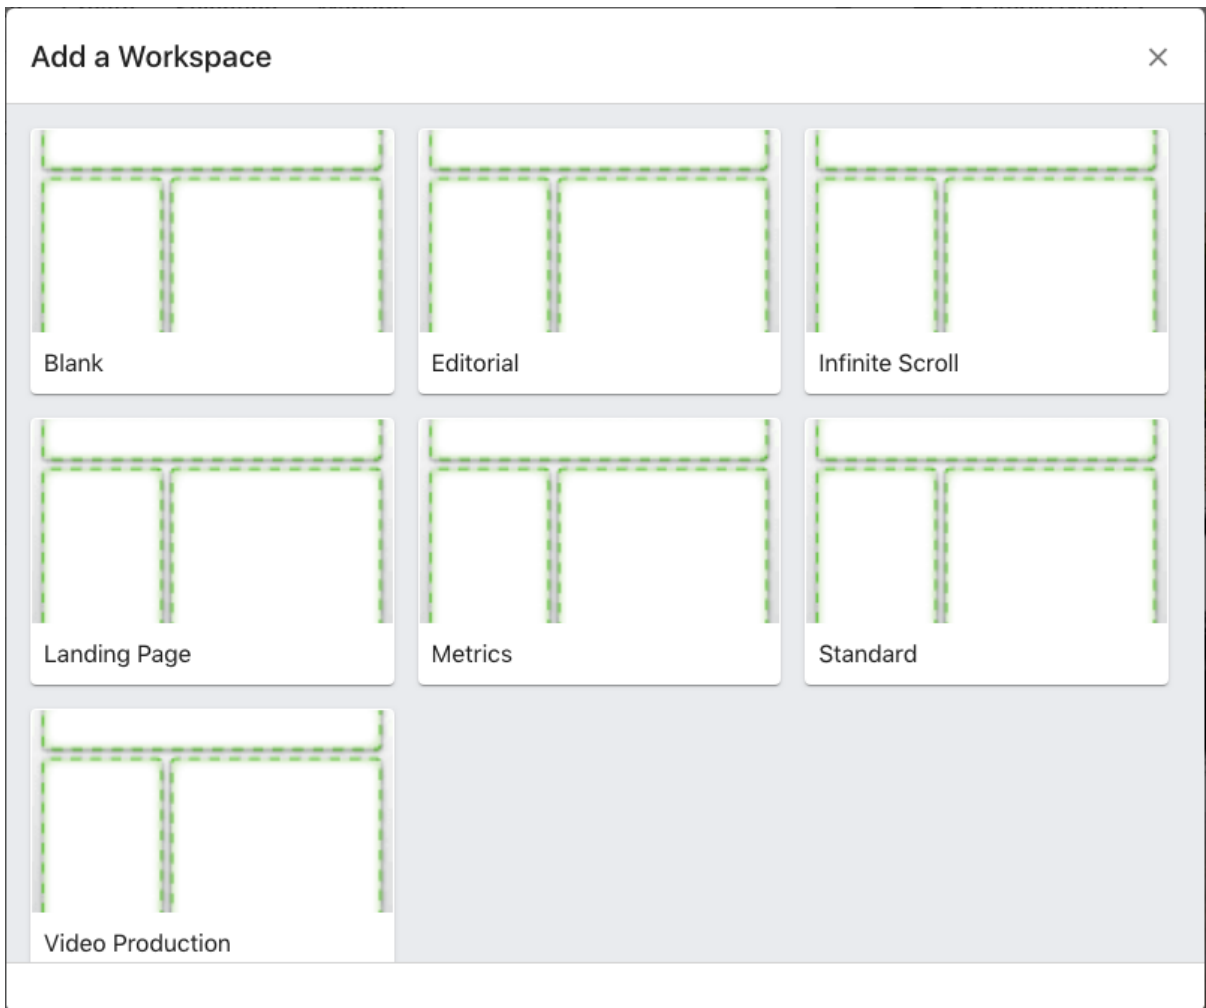 Add a Workspace
Blank
Editorial
Infinite Scroll
Landing Page
Metrics
Standard
Video Production